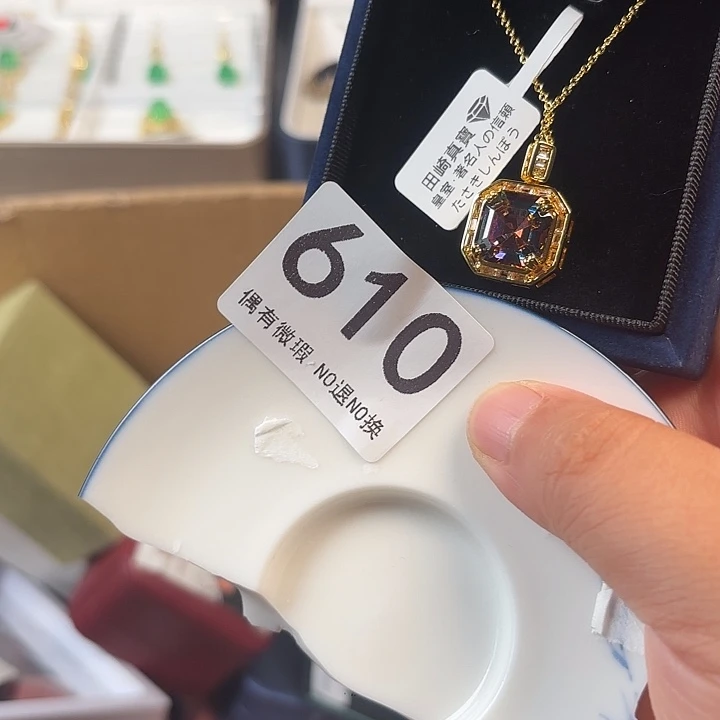 田崎真寶
皇室·著名人の信頼
たさきしんぽう
610
偶有微瑕 NO退NO换